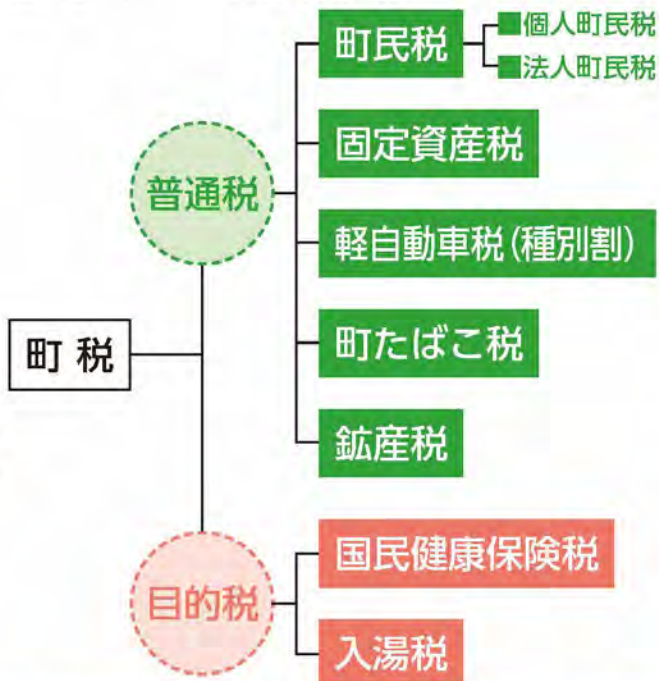 町税
普通税
町民税
■個人町民税
■法人町民税
固定資産税
軽自動車税(種別割)
町たばこ税
鉱産税
目的税
国民健康保険税
入湯税